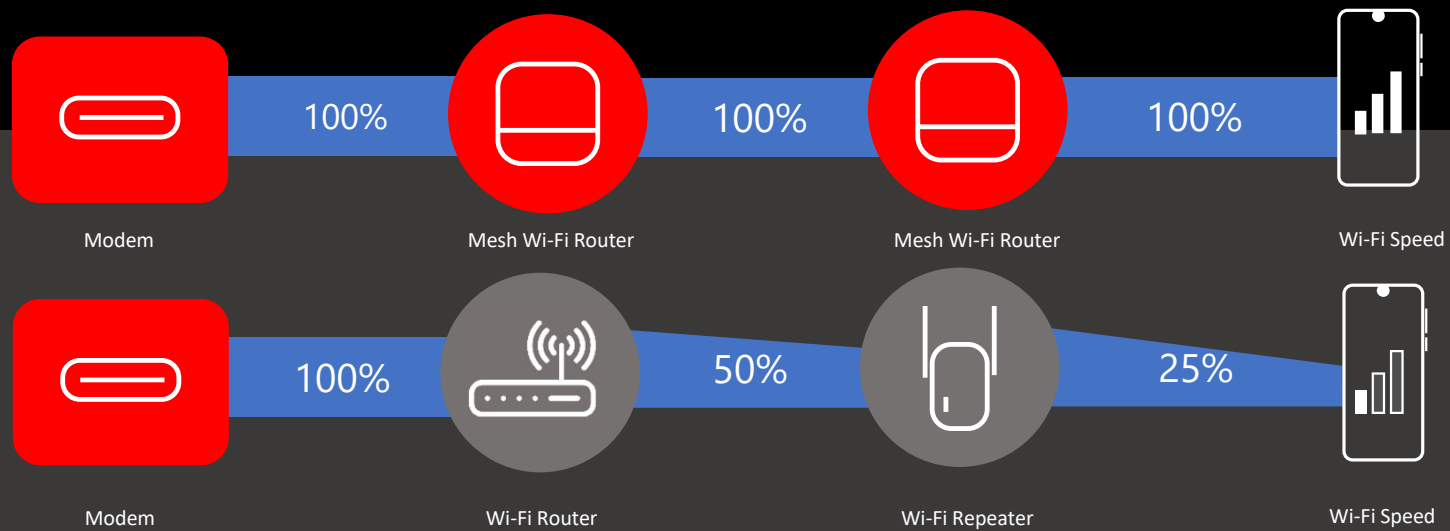 100%
100%
100%
Modem
Mesh Wi-Fi Router
Mesh Wi-Fi Router
Wi-Fi Speed
100%
50%
25%
Modem
Wi-Fi Router
Wi-Fi Repeater
Wi-Fi Speed